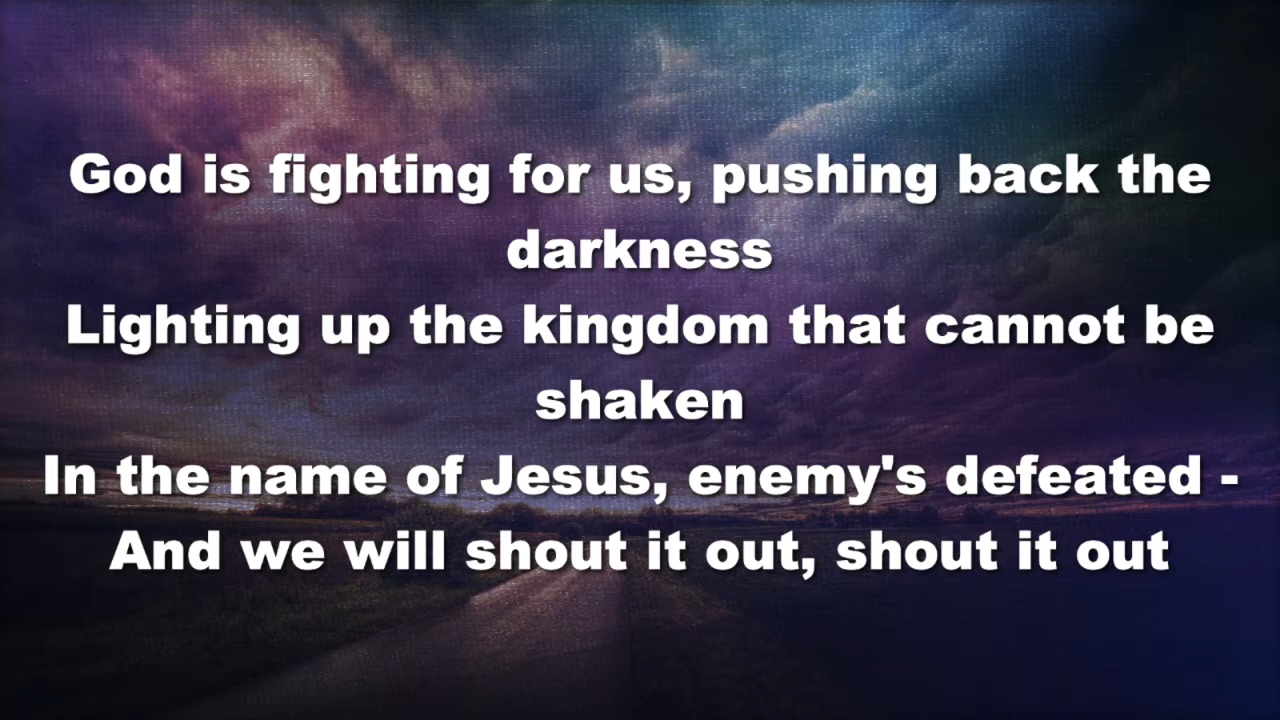 God is fighting for us, pushing back the
darkness
Lighting up the kingdom that cannot be
shaken
In the name of Jesus, enemy's defeated -
And we will shout it out, shout it out